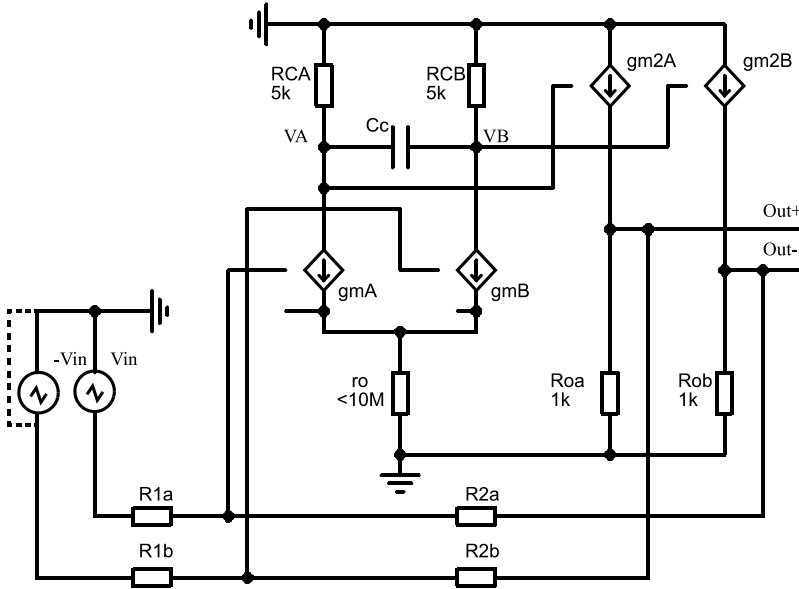 gm2A
gm2B
RCA
5k
RCB
5k
Cc
VA
VB
Out+
Out-
gmA
gmB
-Vin
Vin
ro
<10M
Roa
1k
Rob
1k
R1a
R2a
R1b
R2b